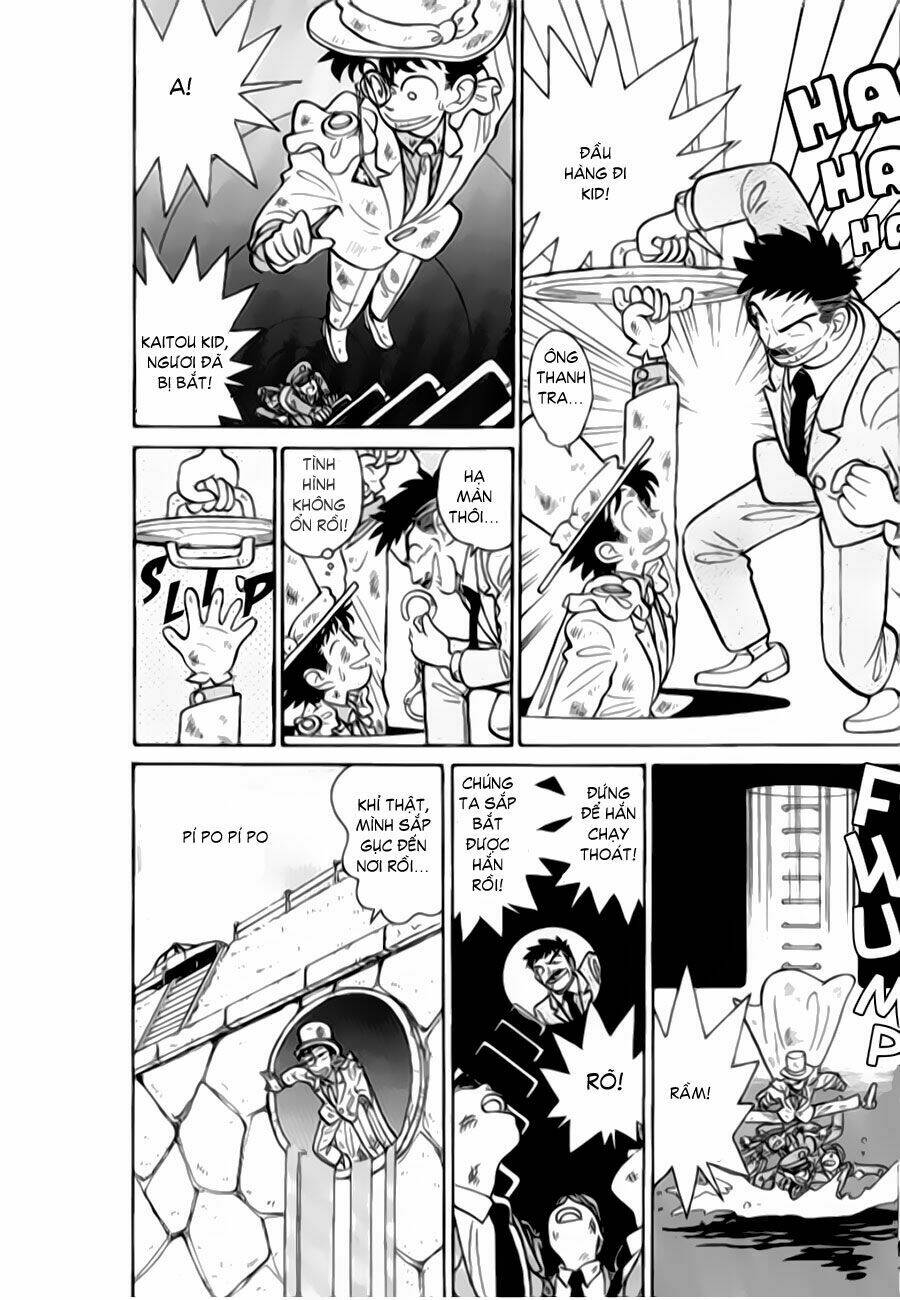 HA
HA
HA
ĐẦU
HÀNG ĐI
KID!
ÔNG
THANH
TRA...
A!
KAITOU KID,
NGƯƠI ĐÃ
BỊ BẮT!
HẠ
MÀN
THÔI...
TÌNH
HÌNH
KHÔNG
ỔN RỒI!
SLIP
FWUMP
RẦM!
ĐỪNG
ĐỂ HẮN
CHẠY
THOÁT!
CHÚNG
TA SẮP
BẮT
ĐƯỢC
HẮN
RỒI!
RÕ!
KHỈ THẬT,
MÌNH SẮP
GỤC ĐẾN
NƠI RỒI...
PÍ PO PÍ PO